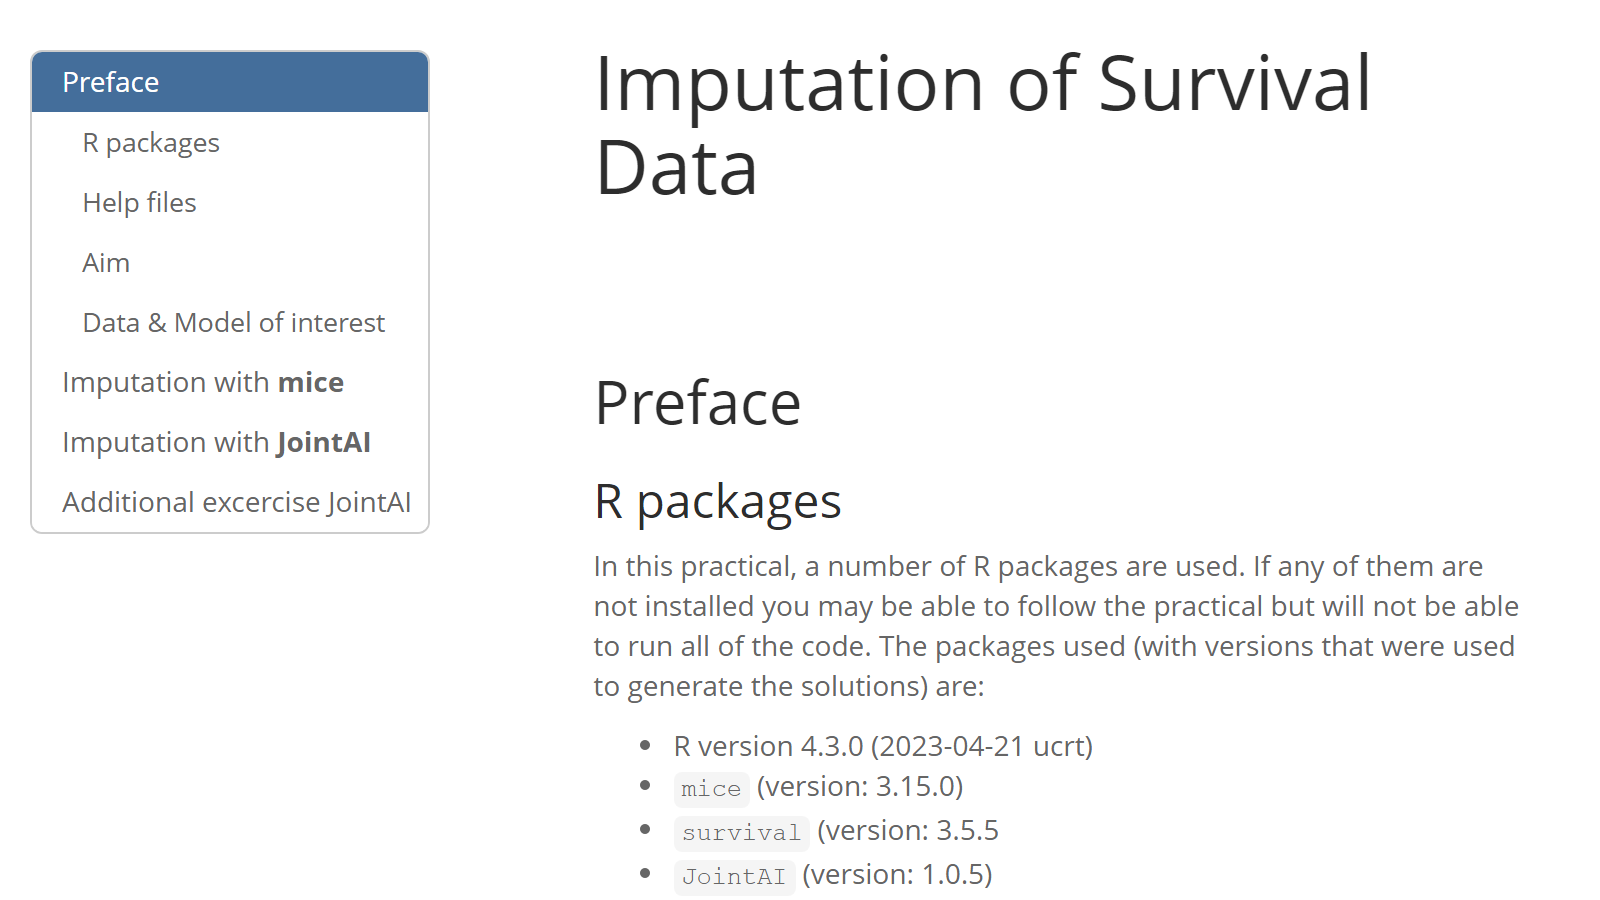 Preface
R packages
Help files
Aim
Data & Model of interest
Imputation with mice
Imputation with JointAI
Additional excercise JointAI
Imputation of Survival
Data
Preface
R packages
In this practical, a number of R packages are used. If any of them are
not installed you may be able to follow the practical but will not be able
to run all of the code. The packages used (with versions that were used
to generate the solutions) are:
R version 4.3.0 (2023-04-21 ucrt)
mice (version: 3.15.0)
survival (version: 3.5.5
JointAI (version: 1.0.5)